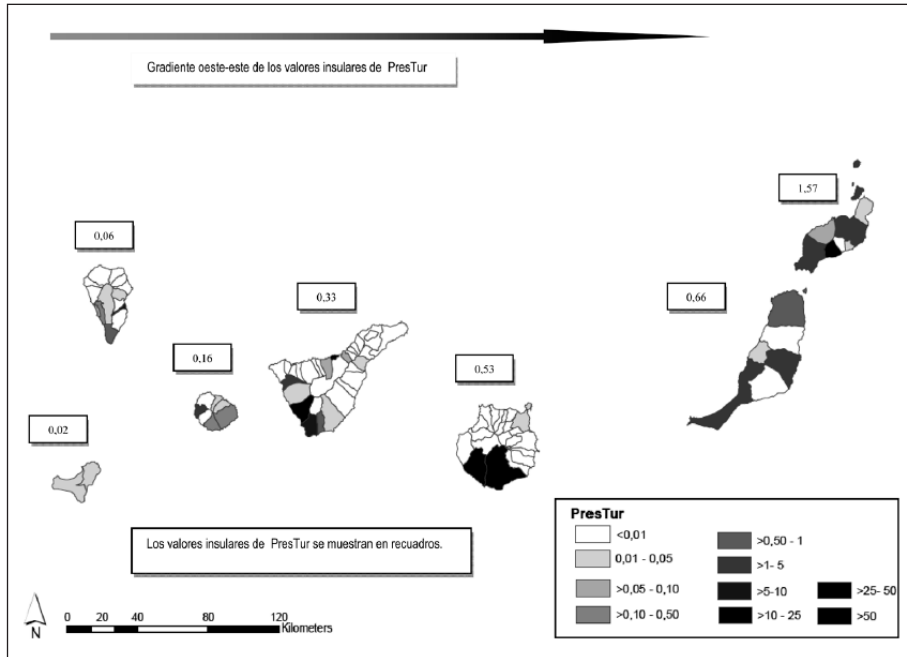 Gradiente oeste-este de los valores insulares de PresTur
1,57
0,06
0,66
0,33
0,16
0,53
0,02
Los valores insulares de PresTur se muestran en recuadros.
PresTur
<0,01
0,01 - 0,05
>0,05 - 0,10
>0,10 - 0,50
>0,50 - 1
>1- 5
>5-10
>10 - 25
>25- 50
>50
N
0 20 40 60 80 120
Kilometers